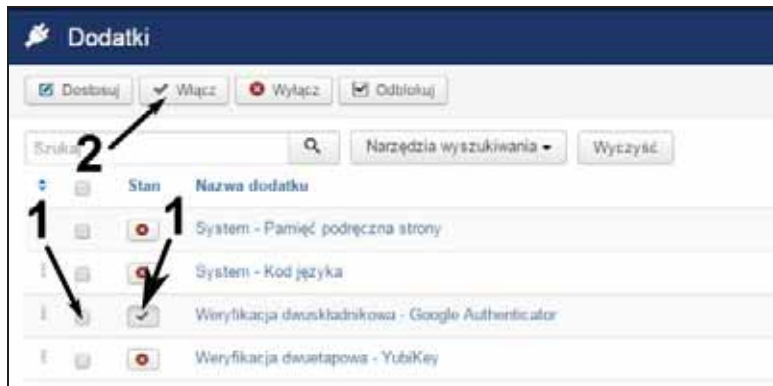 Dodatki
Dostosuj Włącz Wyłącz Odblokuj
2
Szukaj Narzędzia wyszukiwania Wyczyść
Stan Nazwa dodatku
1 1
System - Pamięć podręczna strony
System - Kod języka
Weryfikacja dwuskładnikowa - Google Authenticator
Weryfikacja dwuetapowa - YubiKey